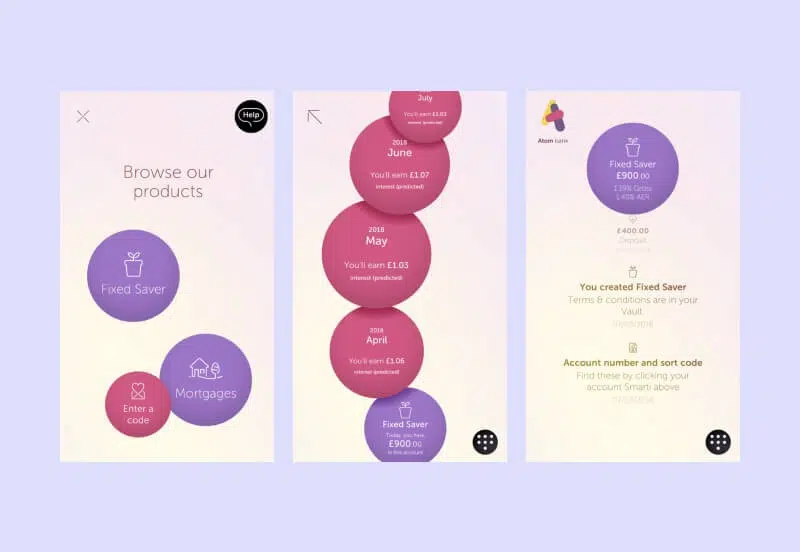 Help
Browse our
products
Fixed Saver
Mortgages
Enter a
code
July
You'll earn £1.03
interest (predicted)
2018
June
You'll earn £1.07
interest (predicted)
2018
May
You'll earn £1.03
interest (predicted)
2018
April
You'll earn £1.06
interest (predicted)
Fixed Saver
Today, you have
£900.00
in this account
Atom bank
Fixed Saver
£900.00
1.39% Gross
1.40% AER
£400.00
Deposit
You created Fixed Saver
Terms & conditions are in your
Vault.
Account number and sort code
Find these by clicking your
account Smarti above.